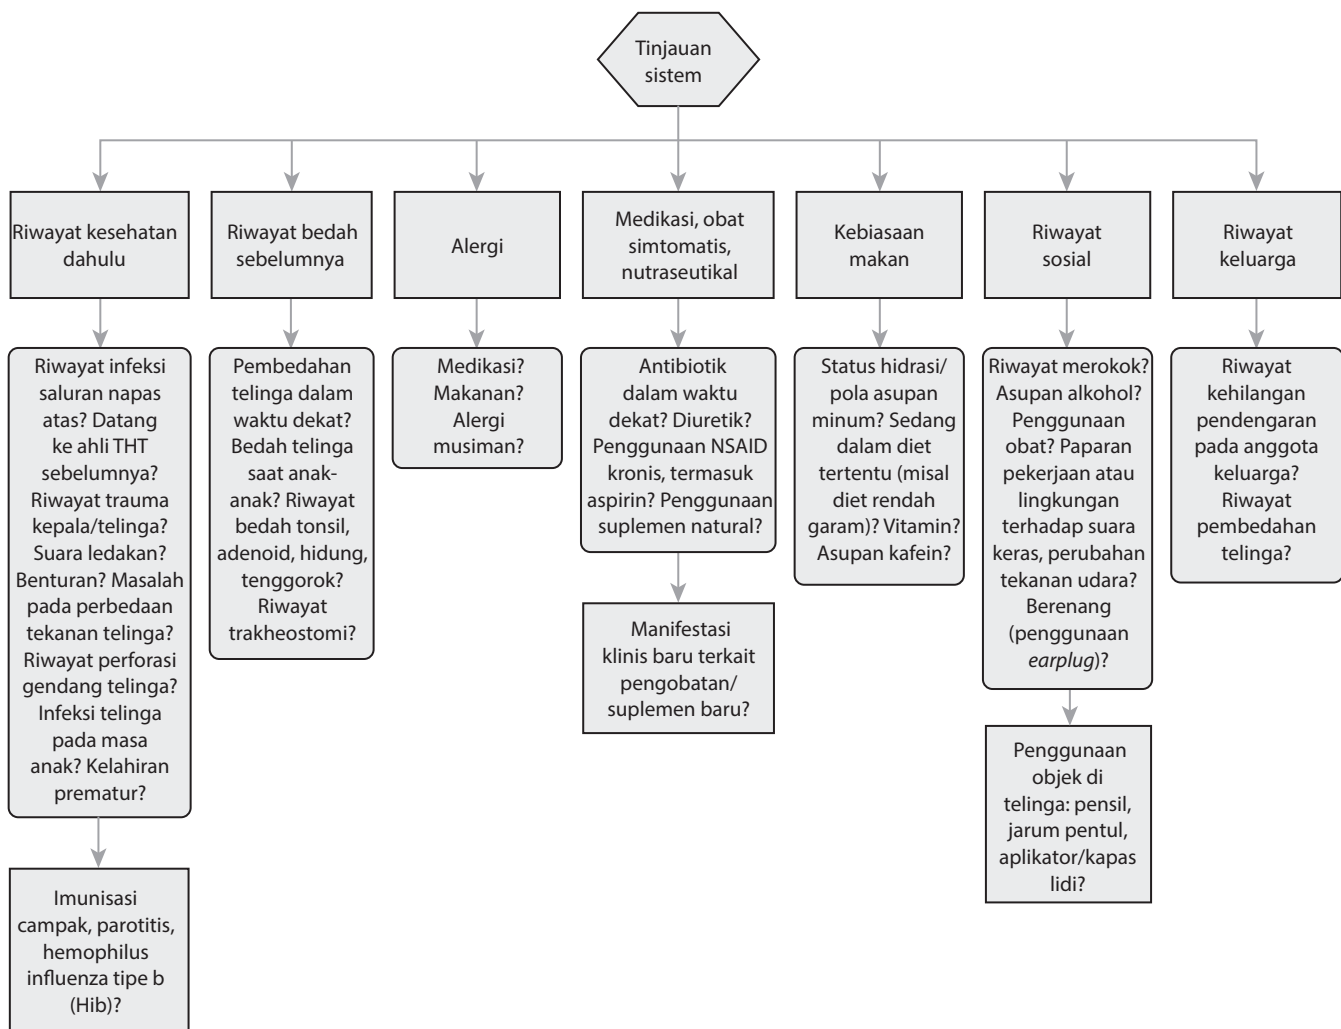 Tinjauan
sistem
Riwayat kesehatan
dahulu
Riwayat bedah
sebelumnya
Alergi
Medikasi, obat
simtomatis,
nutraseutikal
Kebiasaan
makan
Riwayat
sosial
Riwayat
keluarga
Riwayat infeksi
saluran napas
atas? Datang
ke ahli THT
sebelumnya?
Riwayat trauma
kepala/telinga?
Suara ledakan?
Benturan? Masalah
pada perbedaan
tekanan telinga?
Riwayat perforasi
gendang telinga?
Infeksi telinga
pada masa
anak? Kelahiran
prematur?
Pembedahan
telinga dalam
waktu dekat?
Bedah telinga
saat anak-
anak? Riwayat
bedah tonsil,
adenoid, hidung,
tenggorok?
Riwayat
trakheostomi?
Medikasi?
Makanan?
Alergi
musiman?
Antibiotik
dalam waktu
dekat? Diuretik?
Penggunaan NSAID
kronis, termasuk
aspirin? Penggunaan
suplemen natural?
Status hidrasi/
pola asupan
minum? Sedang
dalam diet
tertentu (misal
diet rendah
garam)? Vitamin?
Asupan kafein?
Riwayat merokok?
Asupan alkohol?
Penggunaan
obat? Paparan
pekerjaan atau
lingkungan
terhadap suara
keras, perubahan
tekanan udara?
Berenang
(penggunaan
earplug)?
Riwayat
kehilangan
pendengaran
pada anggota
keluarga?
Riwayat
pembedahan
telinga?
Manifestasi
klinis baru terkait
pengobatan/
suplemen baru?
Penggunaan
objek di
telinga: pensil,
jarum pentul,
aplikator/kapas
lidi?
Imunisasi
campak, parotitis,
hemophilus
influenza tipe b
(Hib)?